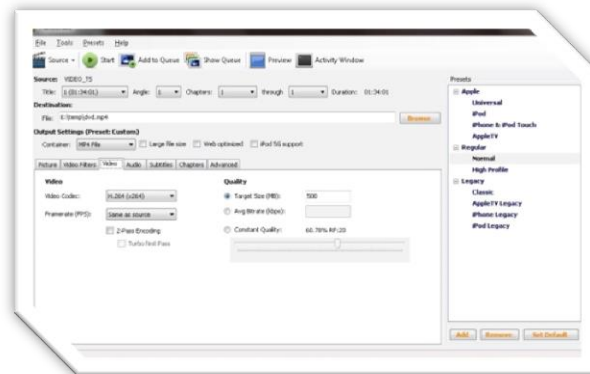 File Tools Presets Help
Source Start Add to Queue Show Queue Preview Activity Window
Source: VIDEO_TS
Title: 1 (01:34:01) Angle: 1 Chapters: 1 through 1 Duration: 01:34:01
Destination:
File: Browse
Output Settings (Preset: Custom)
Container: MP4 File Large file size Web optimized iPod 5G support
Picture Video Filters Video Audio Subtitles Chapters Advanced
Video
Video Codec: H.264 (x264)
Framerate (FPS): Same as source
2-Pass Encoding
Turbo first Pass
Quality
Target Size (MB): 500
Avg Bitrate (kbps):
Constant Quality: 60.78% RF:20
Presets
Apple
Universal
iPod
iPhone & iPod Touch
AppleTV
Regular
Normal
High Profile
Legacy
Classic
AppleTV Legacy
iPhone Legacy
iPod Legacy
Add Remove Set Default